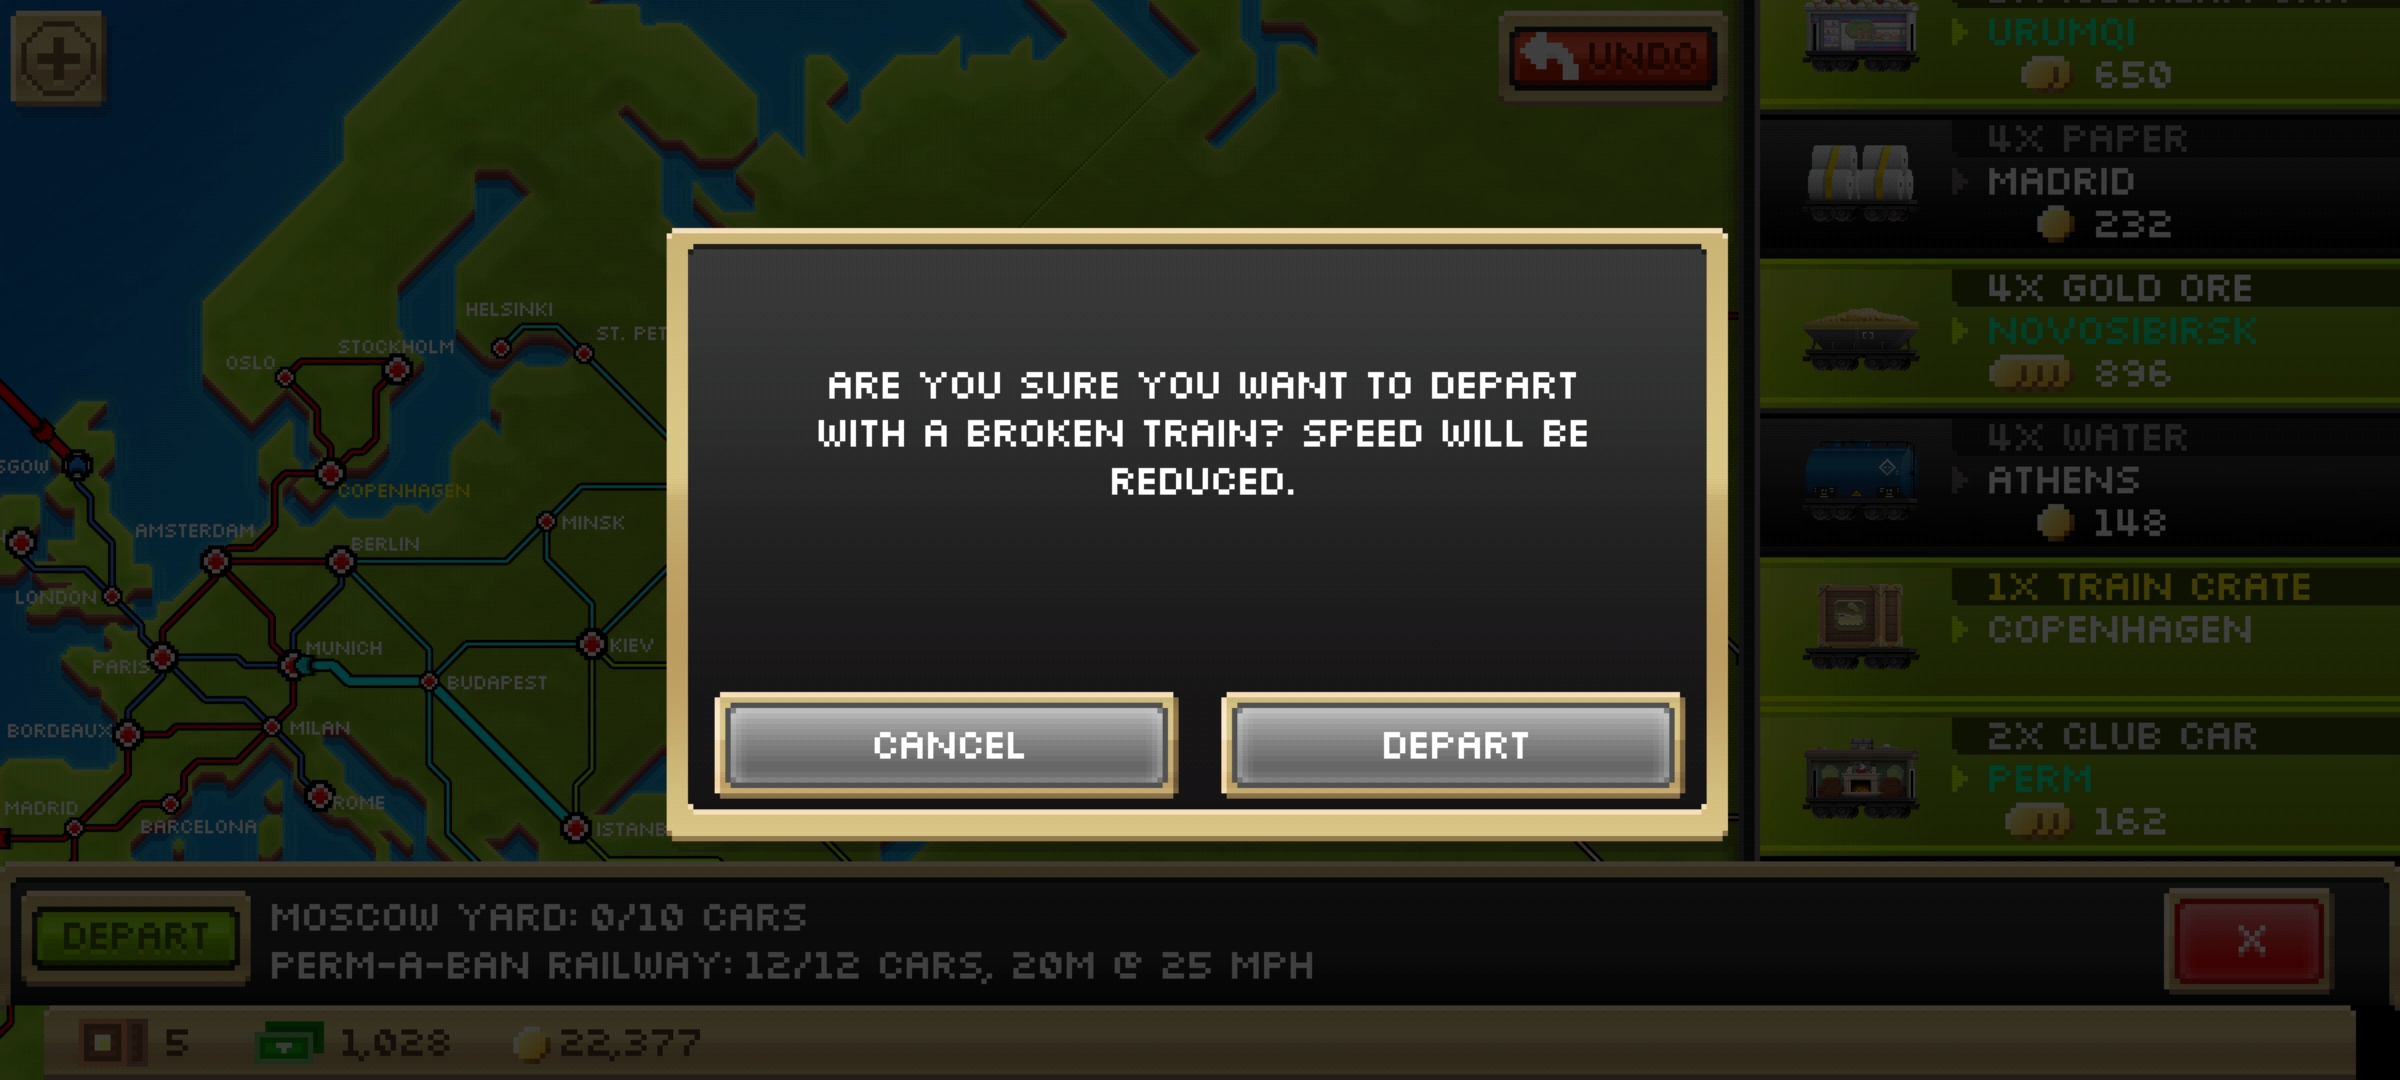 UNDO
URUMQI
650
4X PAPER
MADRID
232
4X GOLD ORE
NOVOSIBIRSK
896
4X WATER
ATHENS
148
1X TRAIN CRATE
COPENHAGEN
2X CLUB CAR
PERM
162
HELSINKI
ST. PET
STOCKHOLM
OSLO
SGOW
COPENHAGEN
AMSTERDAM
BERLIN
MINSK
LONDON
PARIS
MUNICH
KIEV
BUDAPEST
BORDEAUX
MILAN
MADRID
ROME
BARCELONA
ISTANB
ARE YOU SURE YOU WANT TO DEPART
WITH A BROKEN TRAIN? SPEED WILL BE
REDUCED.
CANCEL
DEPART
DEPART
MOSCOW YARD: 0/10 CARS
PERM-A-BAN RAILWAY: 12/12 CARS, 20M @ 25 MPH
X
5
1,028
22,377